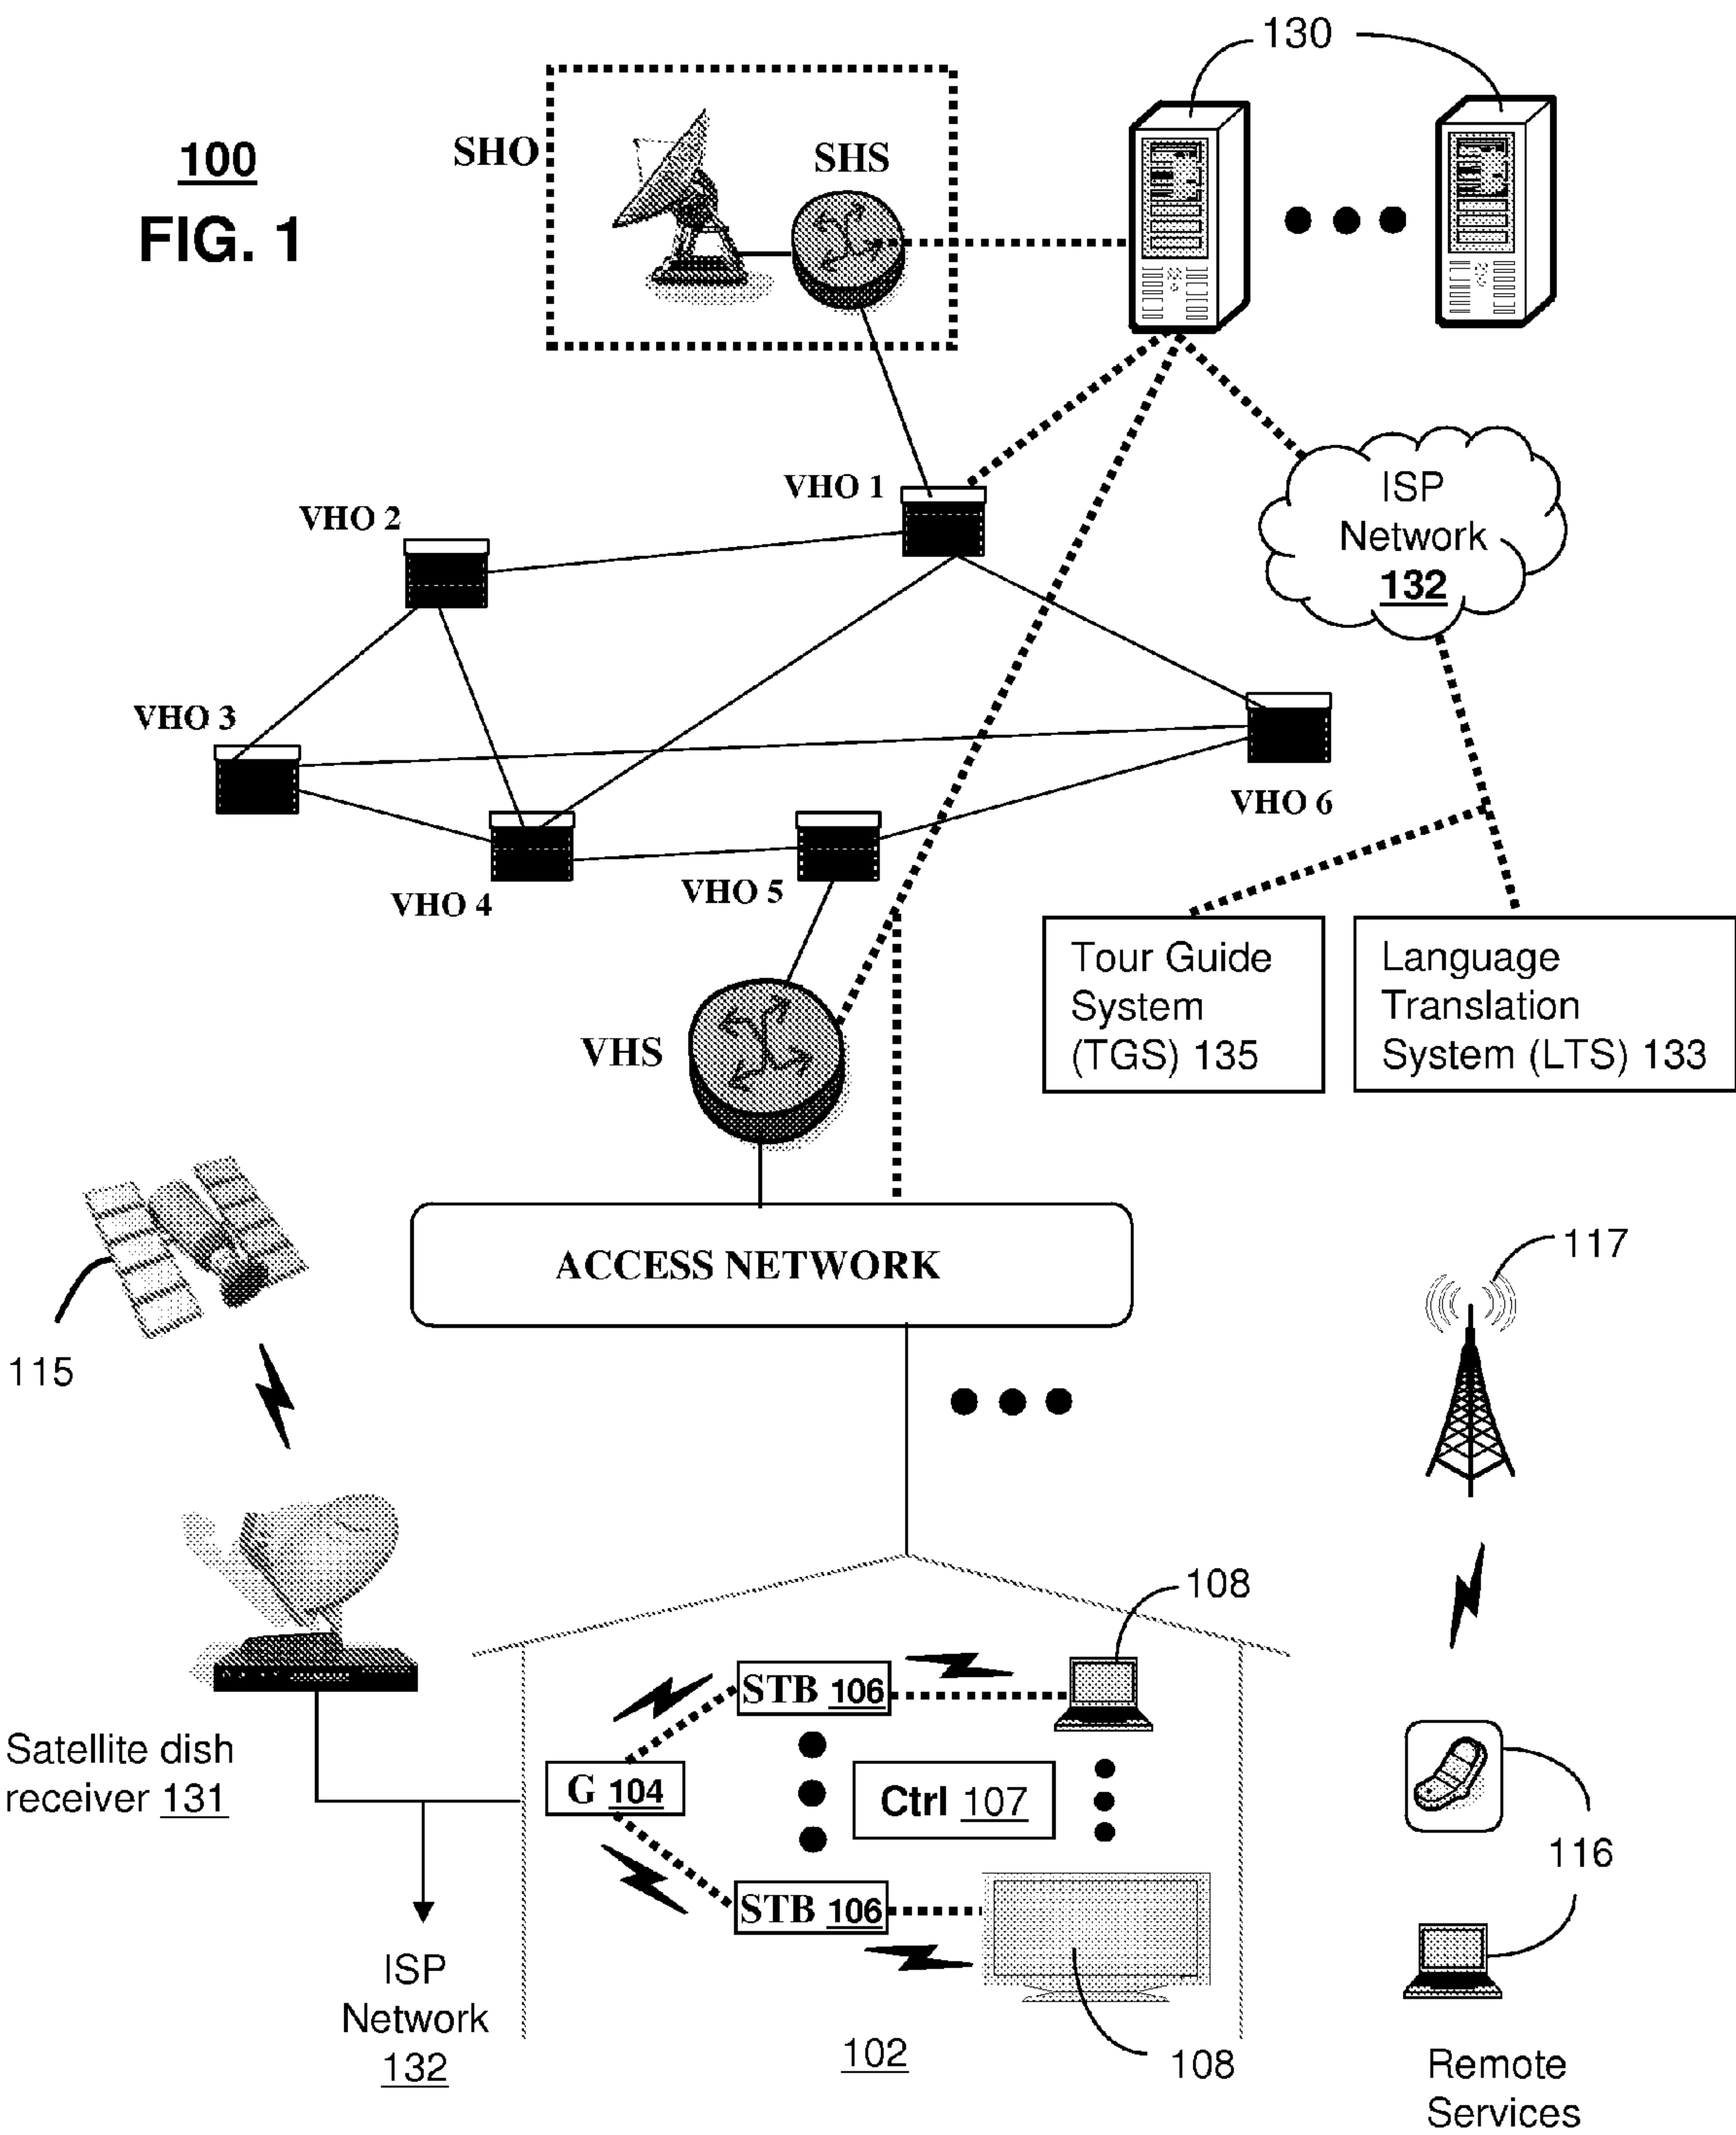 130
100
FIG. 1
SHO
SHS
VHO 1
VHO 2
ISP
Network
132
VHO 3
VHO 6
VHO 4
VHO 5
Tour Guide
System
(TGS) 135
Language
Translation
System (LTS) 133
VHS
ACCESS NETWORK
117
115
108
STB 106
Satellite dish
receiver 131
G 104
Ctrl 107
116
STB 106
ISP
Network
132
102
108
Remote
Services